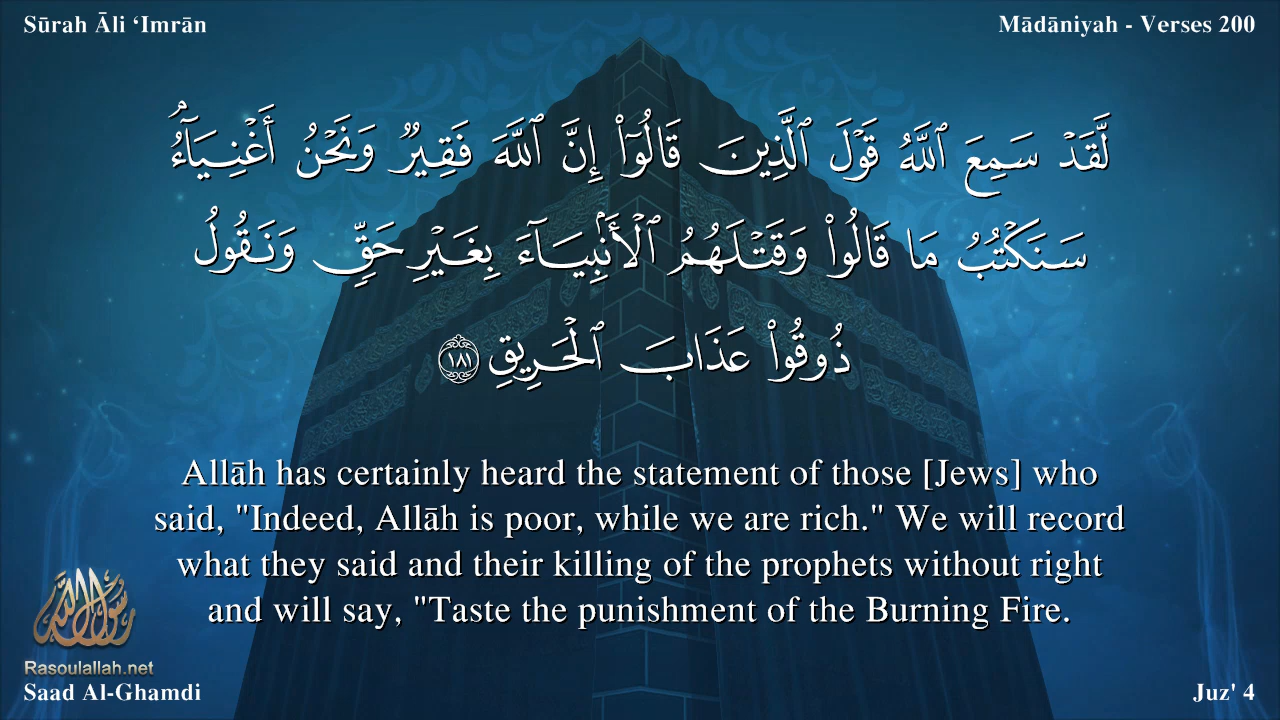 Sūrah Āli ‘Imrān
Mādāniyah - Verses 200
لَّقَدْ سَمِعَ ٱللَّهُ قَوْلَ ٱلَّذِينَ قَالُوٓا۟ إِنَّ ٱللَّهَ فَقِيرٌ وَنَحْنُ أَغْنِيَآءُ ۘ
سَنَكْتُبُ مَا قَالُوا۟ وَقَتْلَهُمُ ٱلْأَنۢبِيَآءَ بِغَيْرِ حَقٍّ وَنَقُولُ
ذُوقُوا۟ عَذَابَ ٱلْحَرِيقِ ١٨١
Allāh has certainly heard the statement of those [Jews] who
said, "Indeed, Allāh is poor, while we are rich." We will record
what they said and their killing of the prophets without right
and will say, "Taste the punishment of the Burning Fire.
رسول الله
Rasoulallah.net
Saad Al-Ghamdi
Juz' 4